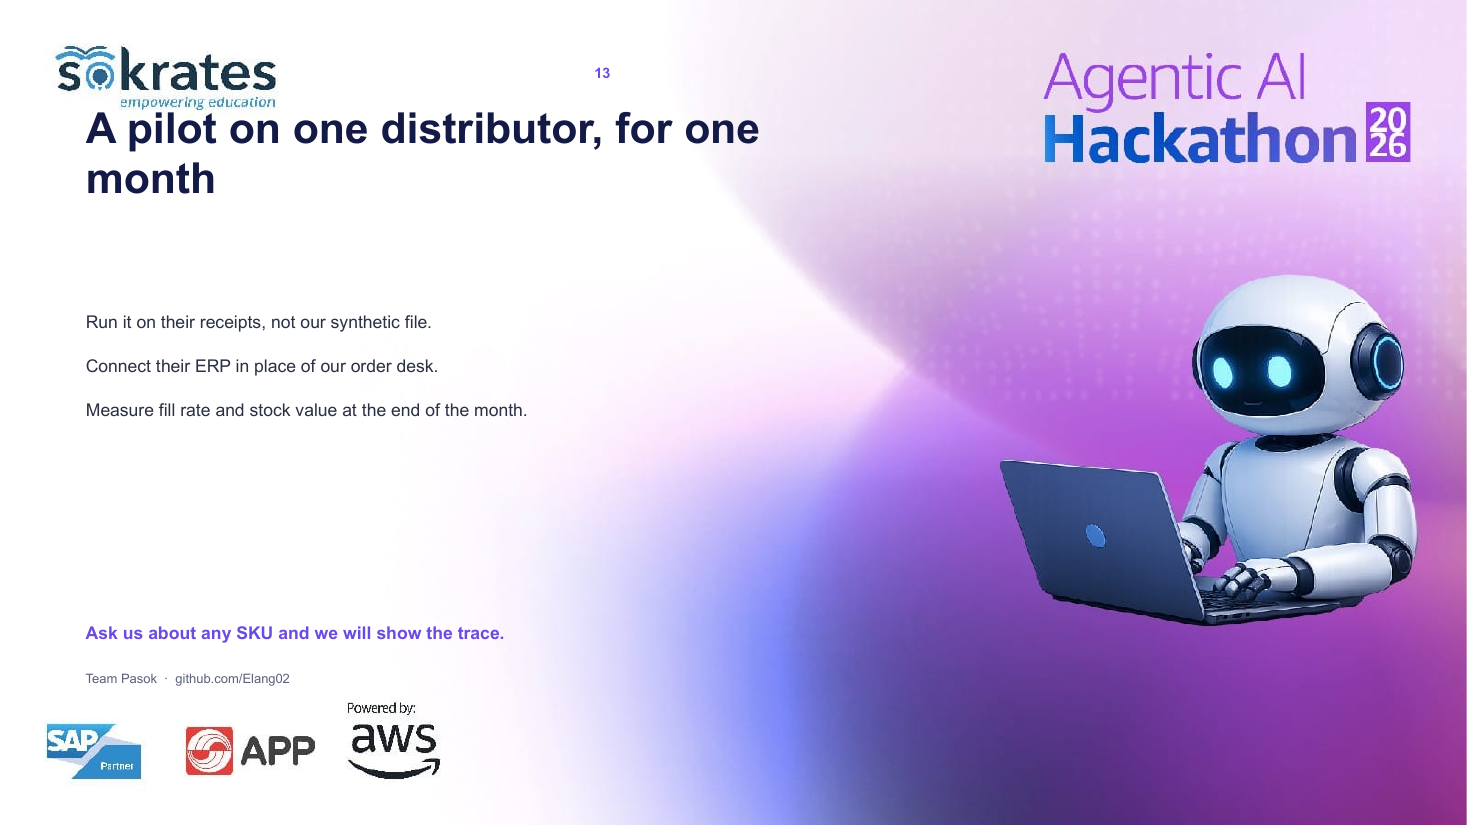 sokrates
empowering education
13
Agentic AI
Hackathon
20
26
A pilot on one distributor, for one
month
Run it on their receipts, not our synthetic file.
Connect their ERP in place of our order desk.
Measure fill rate and stock value at the end of the month.
Ask us about any SKU and we will show the trace.
Team Pasok · github.com/Elang02
SAP
Partner
APP
Powered by:
aws